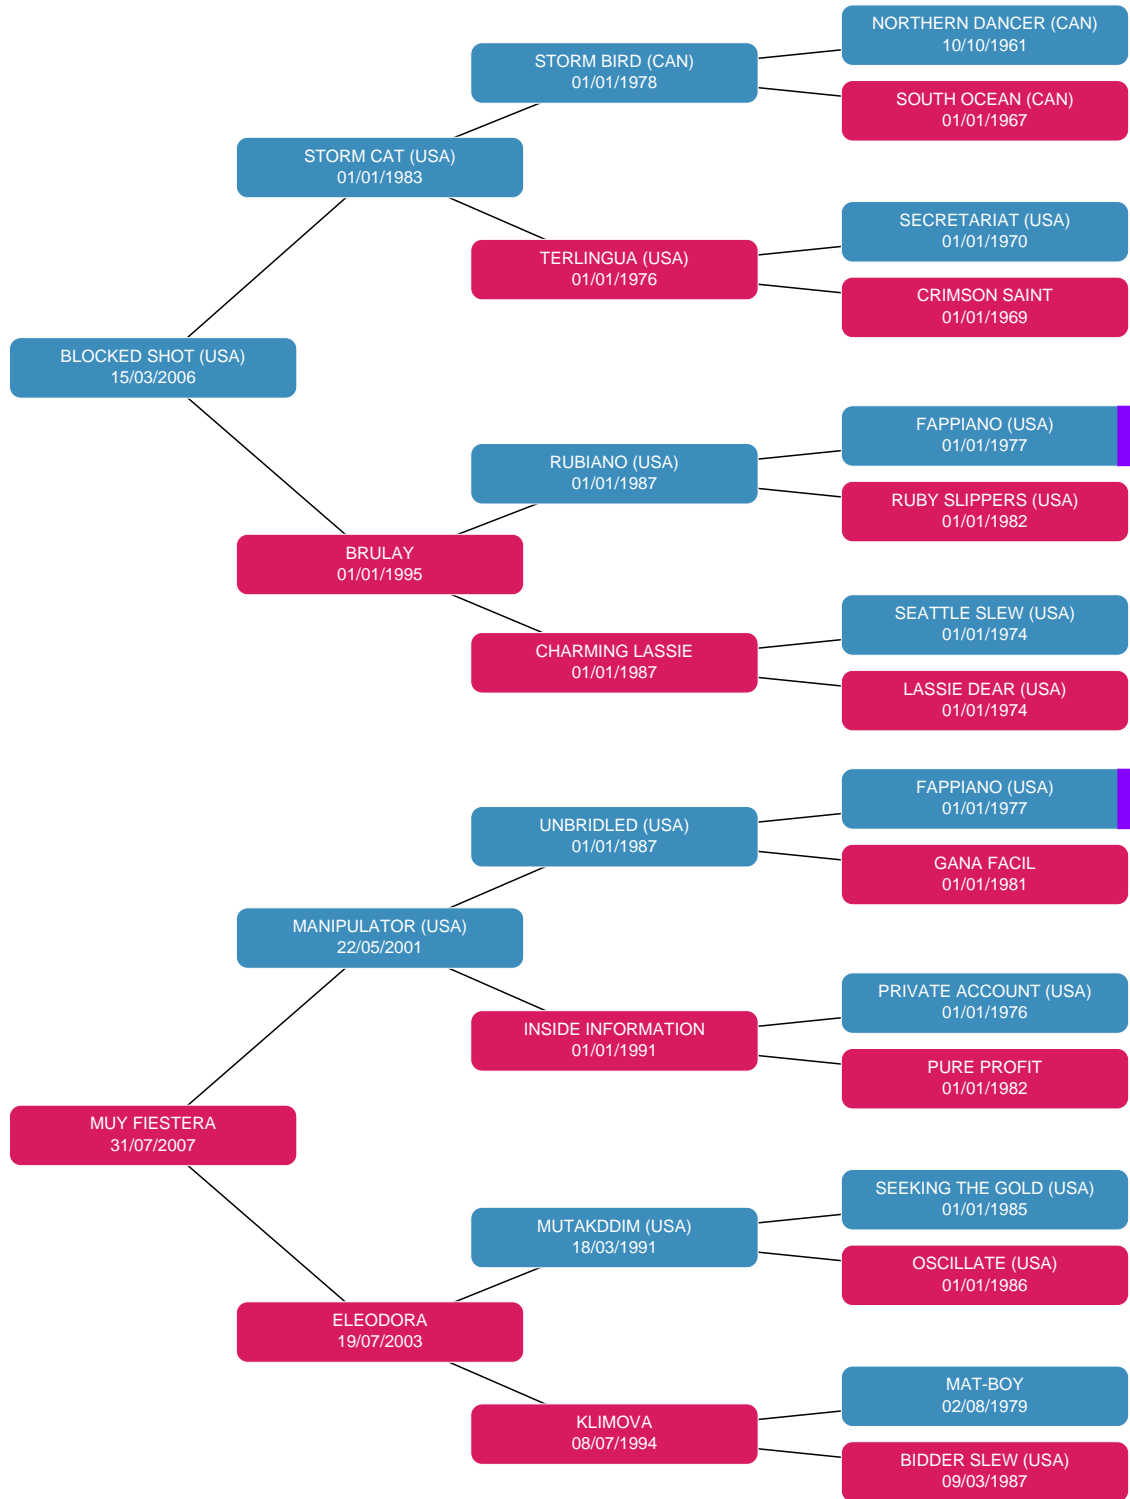 NORTHERN DANCER (CAN)
10/10/1961
STORM BIRD (CAN)
01/01/1978
SOUTH OCEAN (CAN)
01/01/1967
STORM CAT (USA)
01/01/1983
SECRETARIAT (USA)
01/01/1970
TERLINGUA (USA)
01/01/1976
CRIMSON SAINT
01/01/1969
BLOCKED SHOT (USA)
15/03/2006
FAPPIANO (USA)
01/01/1977
RUBIANO (USA)
01/01/1987
RUBY SLIPPERS (USA)
01/01/1982
BRULAY
01/01/1995
SEATTLE SLEW (USA)
01/01/1974
CHARMING LASSIE
01/01/1987
LASSIE DEAR (USA)
01/01/1974
FAPPIANO (USA)
01/01/1977
UNBRIDLED (USA)
01/01/1987
GANA FACIL
01/01/1981
MANIPULATOR (USA)
22/05/2001
PRIVATE ACCOUNT (USA)
01/01/1976
INSIDE INFORMATION
01/01/1991
PURE PROFIT
01/01/1982
MUY FIESTERA
31/07/2007
SEEKING THE GOLD (USA)
01/01/1985
MUTAKDDIM (USA)
18/03/1991
OSCILLATE (USA)
01/01/1986
ELEODORA
19/07/2003
MAT-BOY
02/08/1979
KLIMOVA
08/07/1994
BIDDER SLEW (USA)
09/03/1987